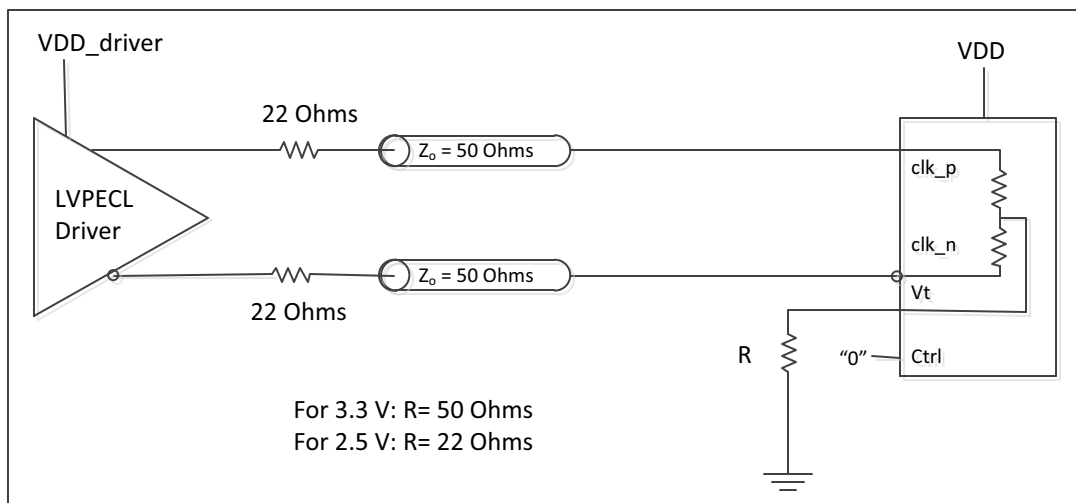 VDD_driver
VDD
22 Ohms
Zo = 50 Ohms
clk_p
LVPECL
Driver
clk_n
Zo = 50 Ohms
Vt
22 Ohms
R
“0”
Ctrl
For 3.3 V: R= 50 Ohms
For 2.5 V: R= 22 Ohms